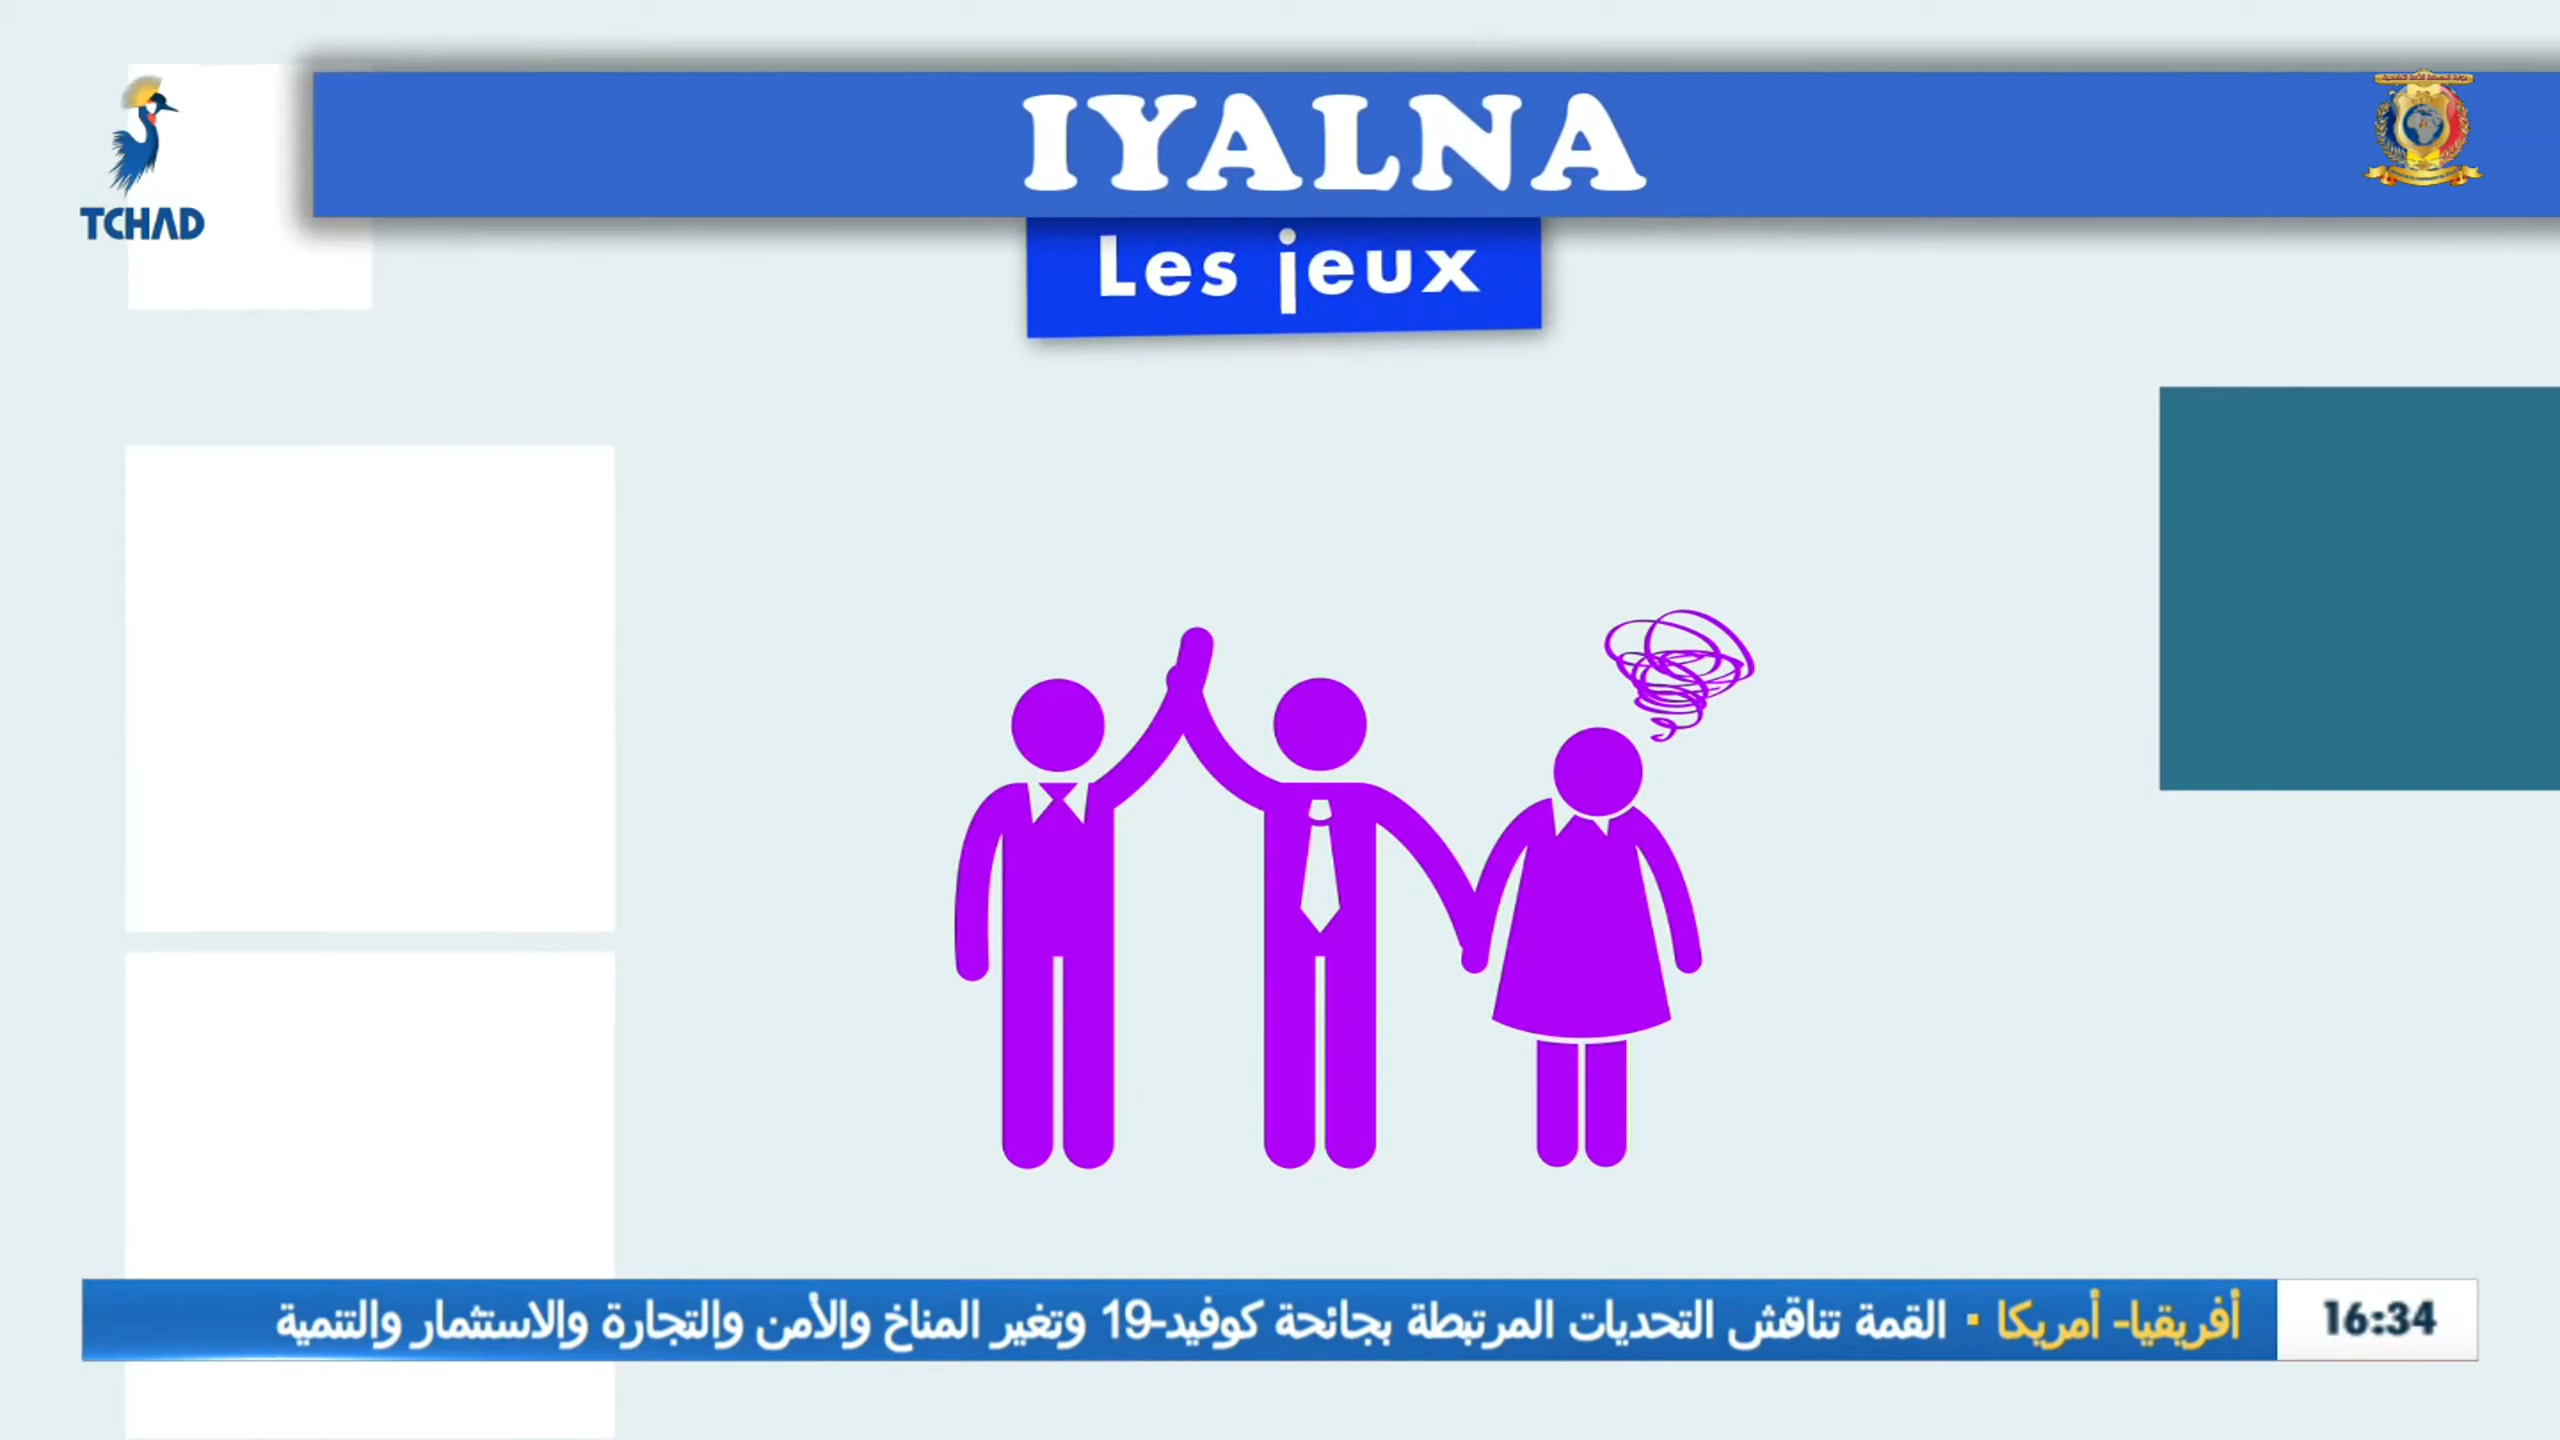 IYALNA
TCHAD
Les jeux
أفريقيا- أمريكا • القمة تناقش التحديات المرتبطة بجائحة كوفيد-19 وتغير المناخ والأمن والتجارة والاستثمار والتنمية
16:34